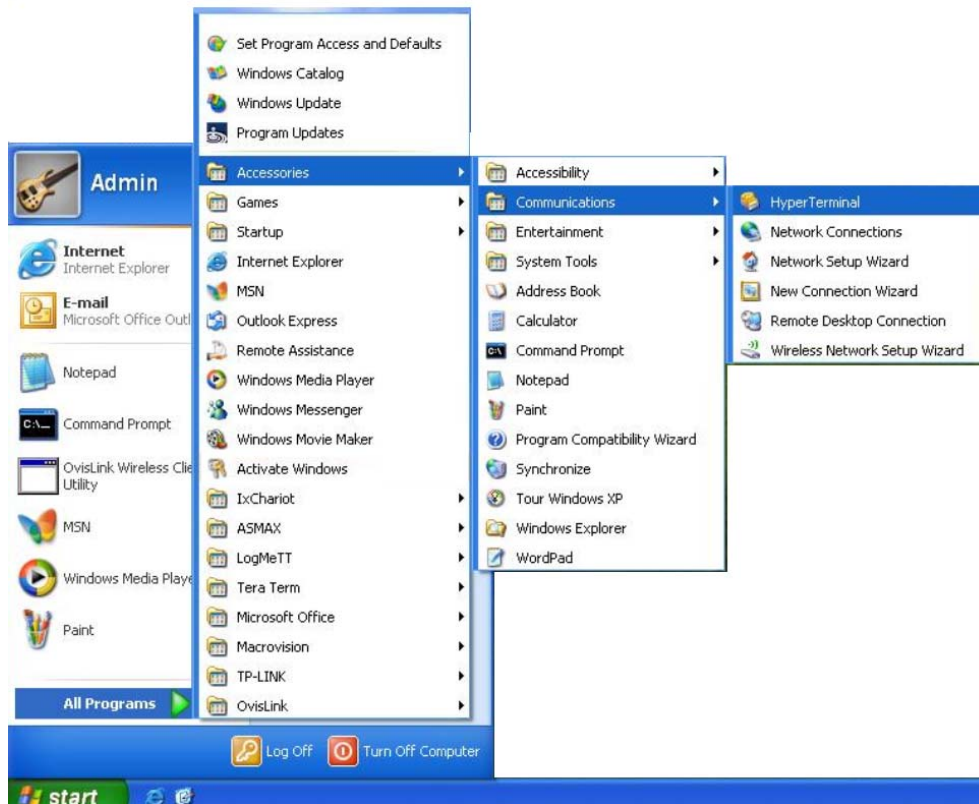 Set Program Access and Defaults
Windows Catalog
Windows Update
Program Updates
Accessories
Games
Startup
Internet Explorer
MSN
Outlook Express
Remote Assistance
Windows Media Player
Windows Messenger
Windows Movie Maker
Activate Windows
IxChariot
ASMAX
LogMeTT
Tera Term
Microsoft Office
Macrovision
TP-LINK
OvisLink
Accessibility
Communications
Entertainment
System Tools
Address Book
Calculator
Command Prompt
Notepad
Paint
Program Compatibility Wizard
Synchronize
Tour Windows XP
Windows Explorer
WordPad
HyperTerminal
Network Connections
Network Setup Wizard
New Connection Wizard
Remote Desktop Connection
Wireless Network Setup Wizard
Admin
Internet
Internet Explorer
E-mail
Microsoft Office Outl
Notepad
C:\_
Command Prompt
OvisLink Wireless Clie
Utility
MSN
Windows Media Playe
Paint
All Programs
Log Off
Turn Off Computer
start